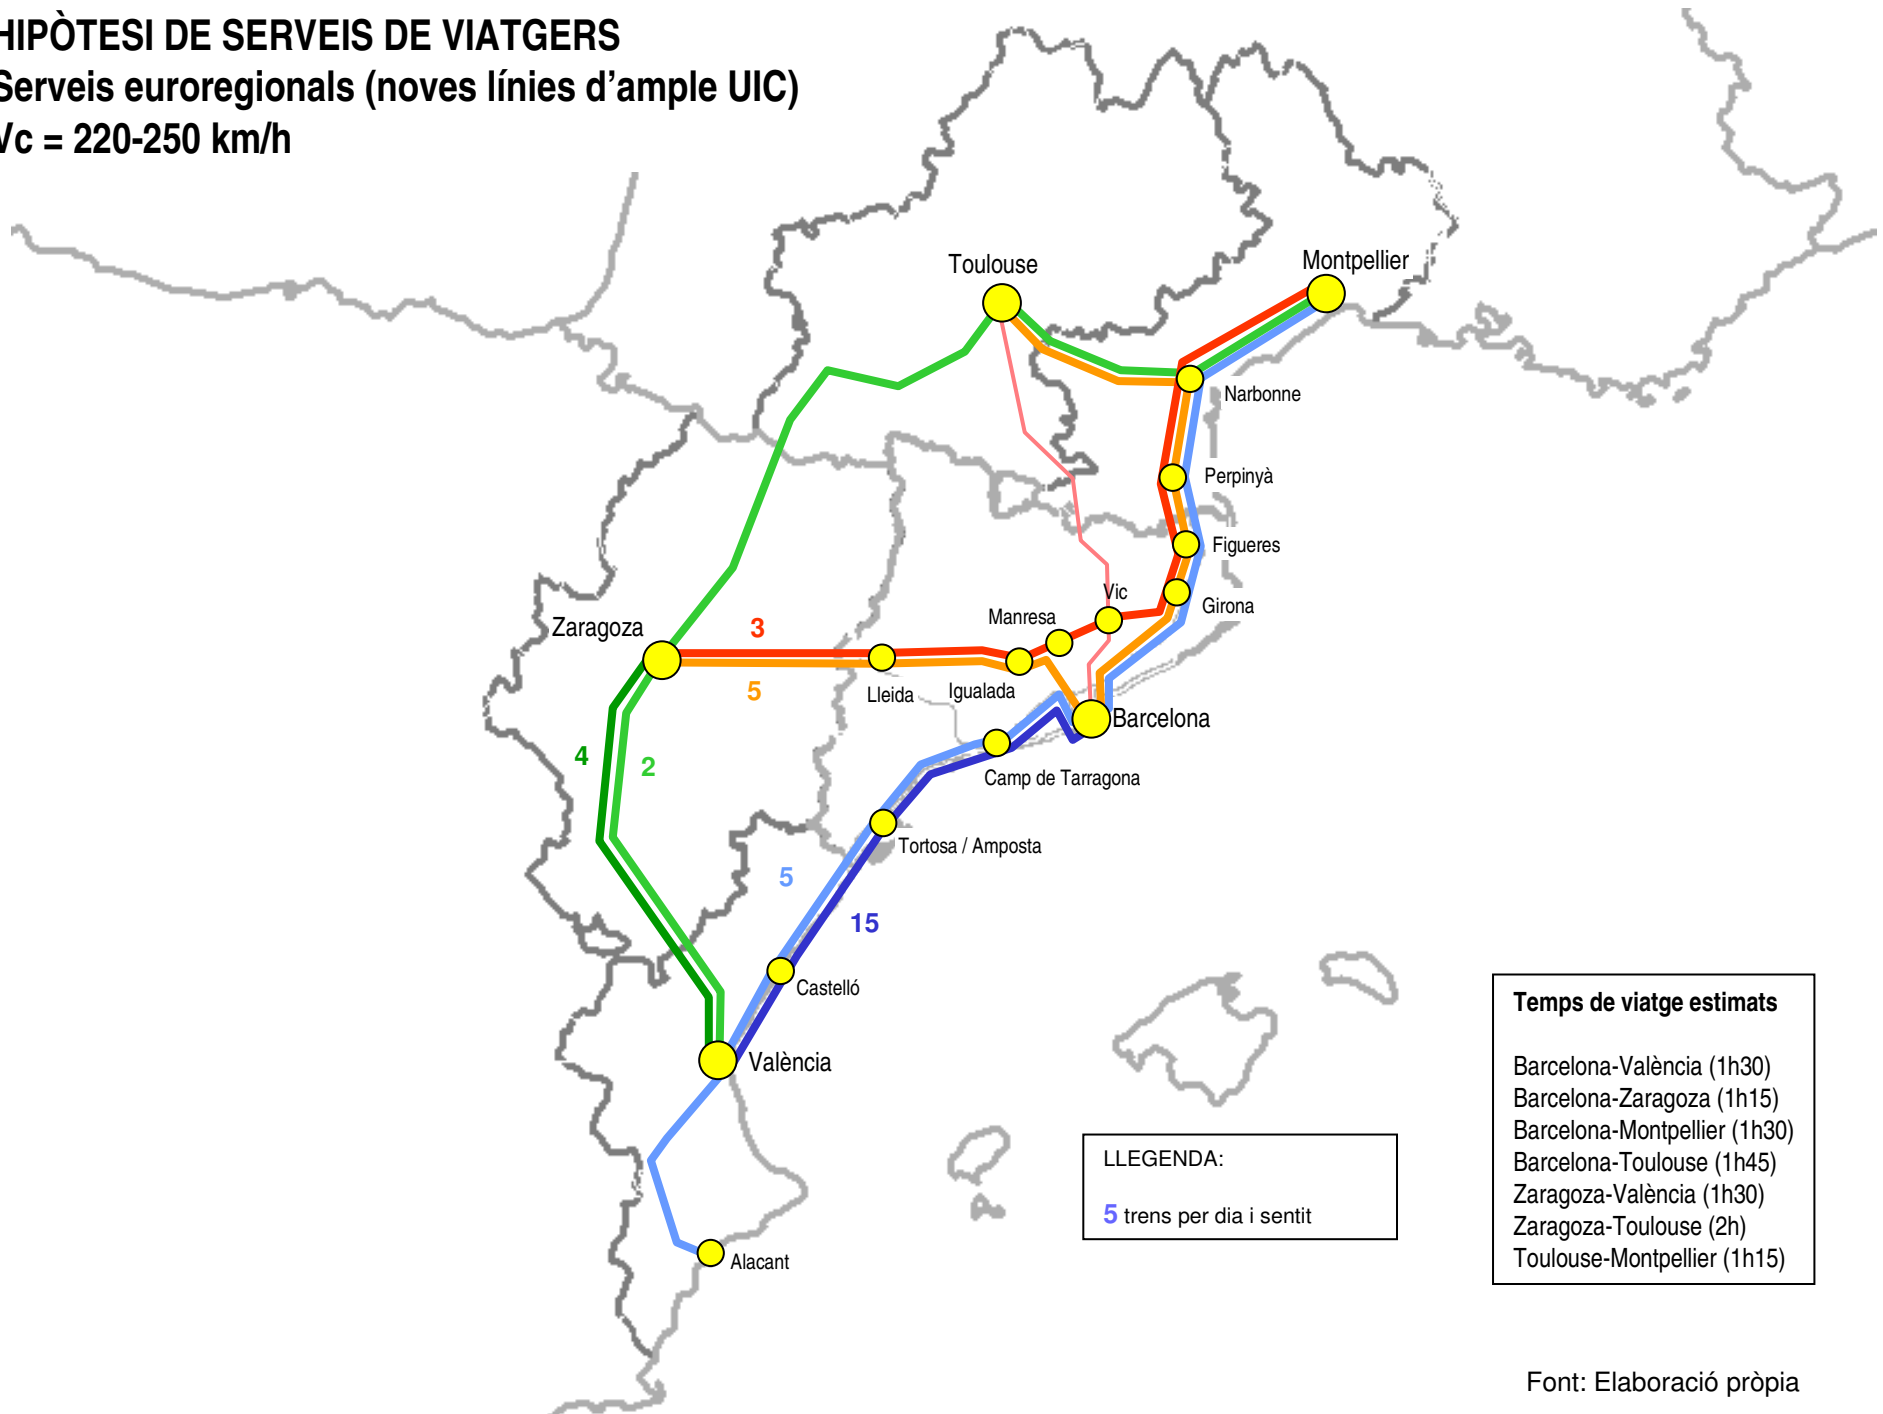 HIPÒTESI DE SERVEIS DE VIATGERS
Serveis euroregionals (noves línies d'ample UIC)
Vc = 220-250 km/h
Toulouse
Montpellier
Narbonne
Perpinyà
Figueres
Vic
Girona
Manresa
Zaragoza
3
5
Lleida
Igualada
Barcelona
4
2
Camp de Tarragona
Tortosa / Amposta
5
15
Castelló
València
Alacant
LLEGENDA:
5 trens per dia i sentit
Temps de viatge estimats
Barcelona-València (1h30)
Barcelona-Zaragoza (1h15)
Barcelona-Montpellier (1h30)
Barcelona-Toulouse (1h45)
Zaragoza-València (1h30)
Zaragoza-Toulouse (2h)
Toulouse-Montpellier (1h15)
Font: Elaboració pròpia